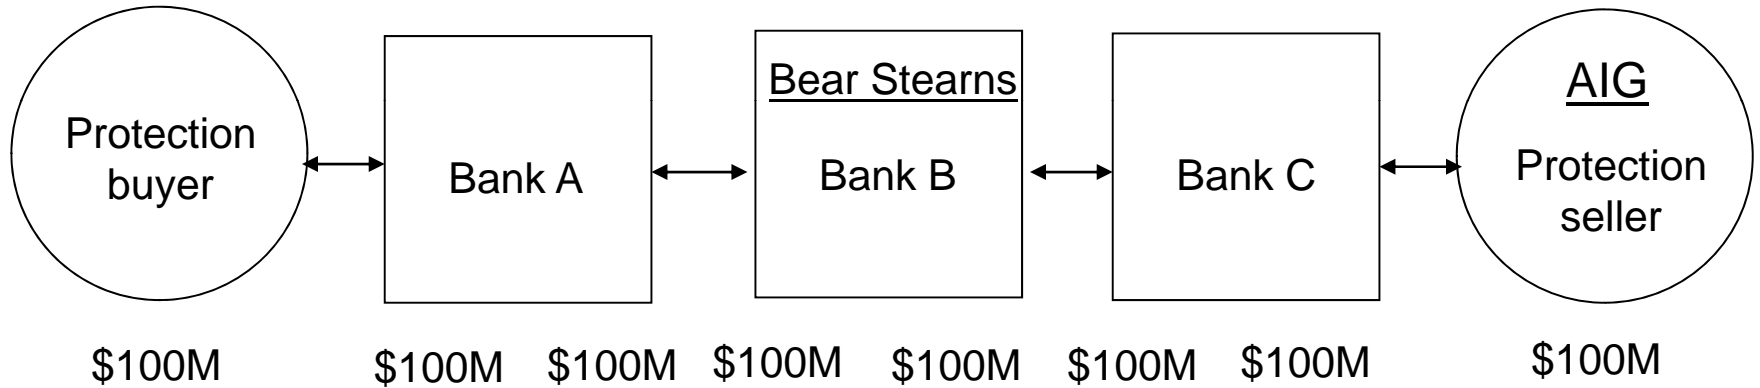 Protection
buyer
Bank A
Bear Stearns
Bank B
Bank C
AIG
Protection
seller
$100M
$100M
$100M
$100M
$100M
$100M
$100M
$100M